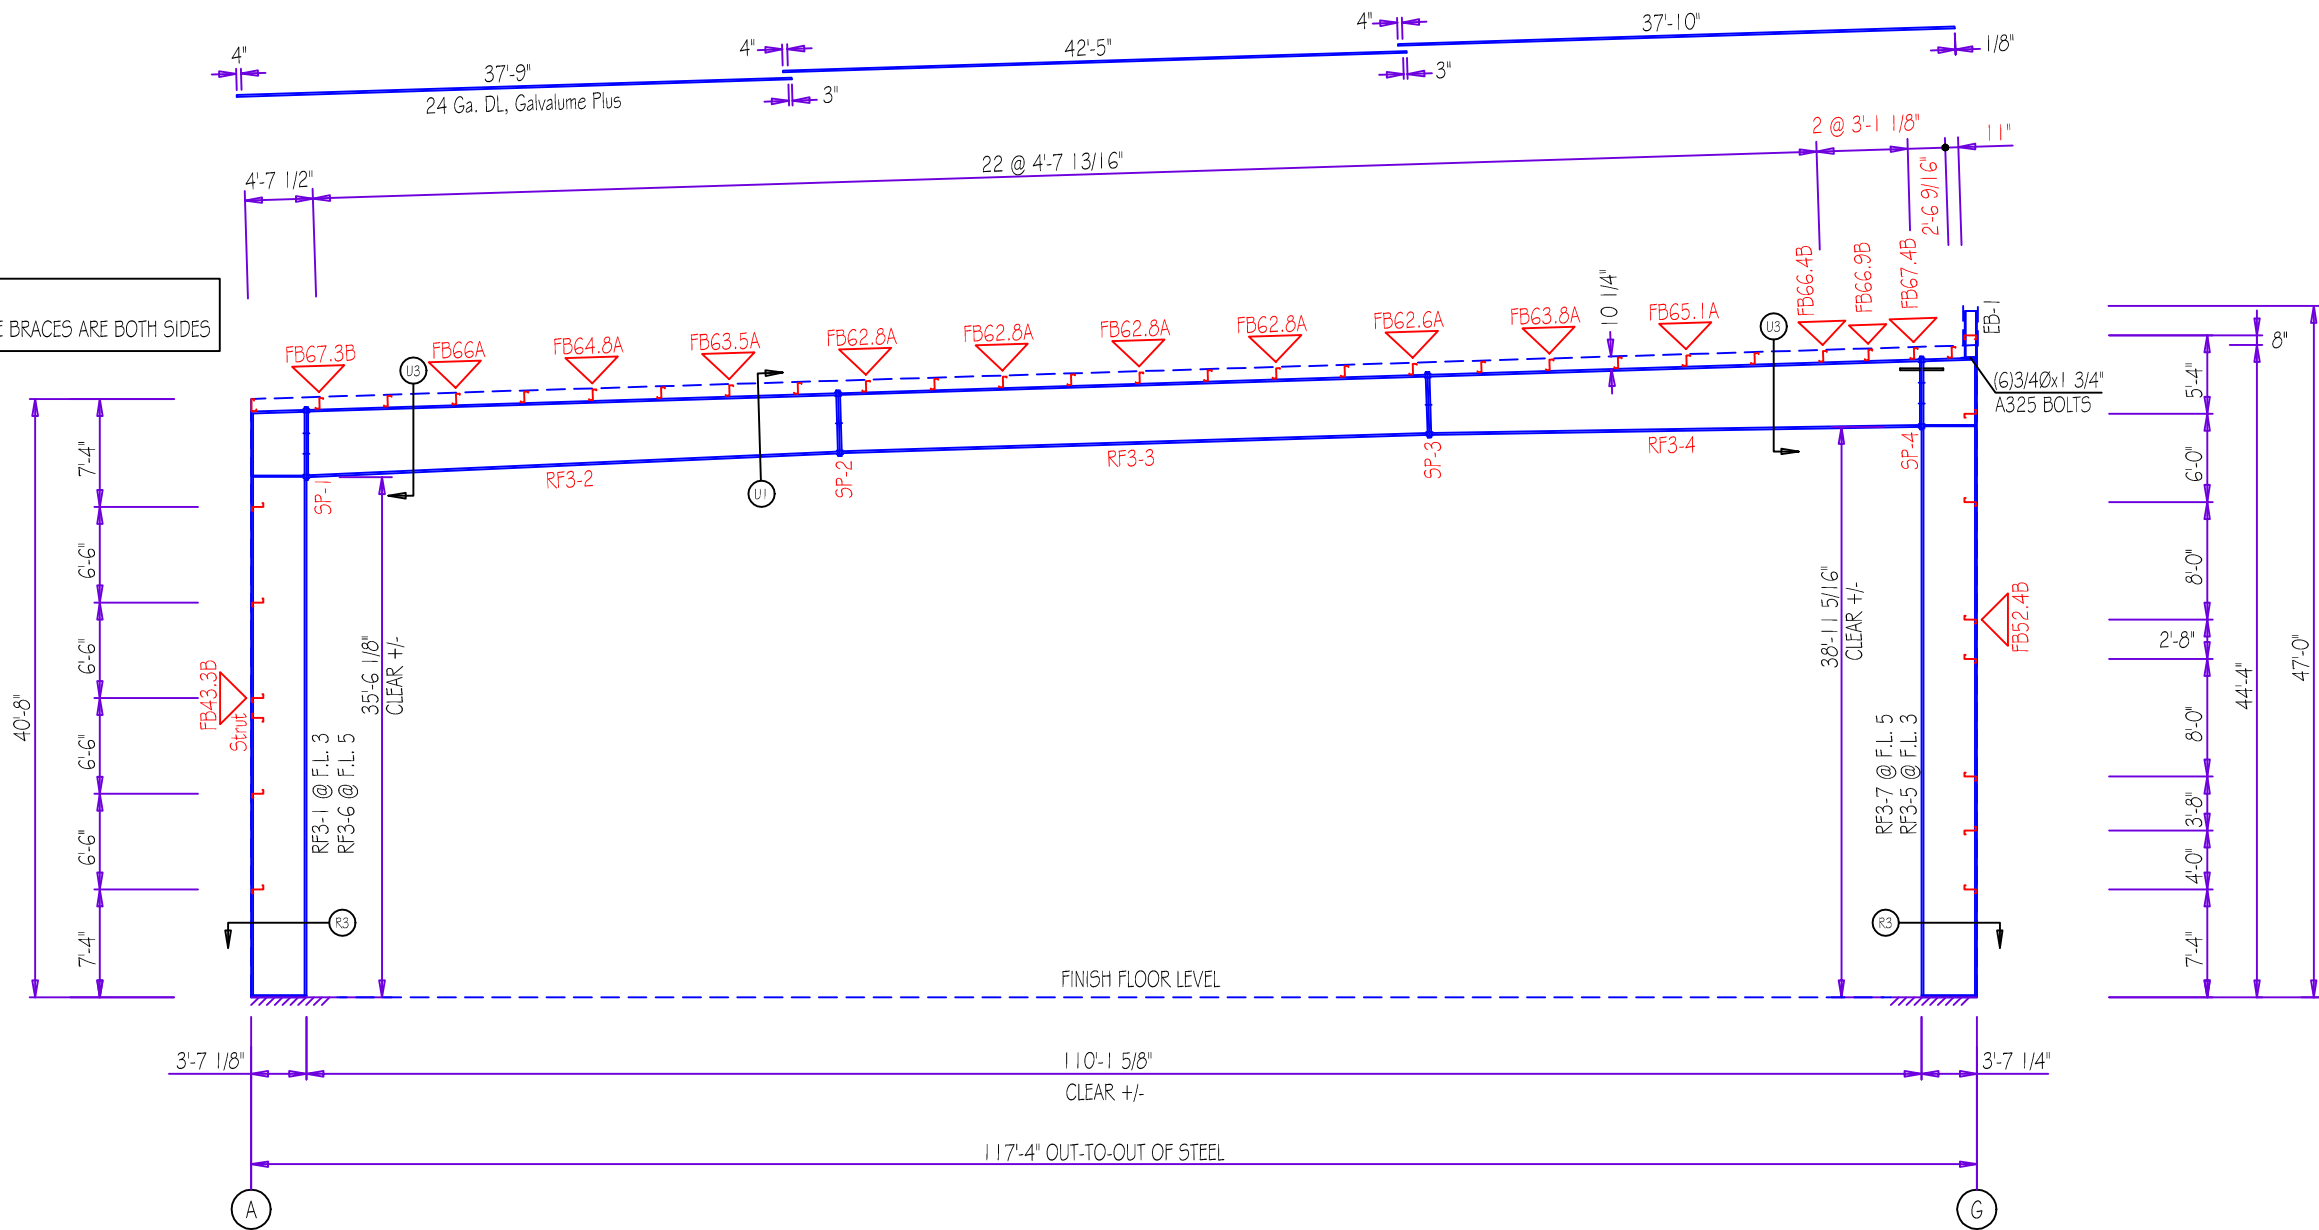 4"
37'-9"
24 Ga. DL, Galvalume Plus
3"
4"
42'-5"
3"
4"
37'-10"
1/8"
4'-7 1/2"
22 @ 4'-7 13/16"
2 @ 3'-1 1/8"
2'-6 9/16"
11"
BRACES ARE BOTH SIDES
FB67.3B
FB66A
FB64.8A
FB63.5A
FB62.8A
FB62.8A
FB62.8A
FB62.8A
FB62.6A
FB63.8A
10 1/4"
FB65.1A
FB66.4B
FB66.9B
FB67.4B
EB-1
U3
U3
U1
(6)3/4Øx1 3/4"
A325 BOLTS
SP-1
RF3-2
SP-2
RF3-3
SP-3
RF3-4
SP-4
40'-8"
7'-4"
6'-6"
6'-6"
6'-6"
6'-6"
7'-4"
FB43.3B
Strut
RF3-1 @ F.L. 3
RF3-6 @ F.L. 5
35'-6 1/8"
CLEAR +/-
38'-11 5/16"
CLEAR +/-
RF3-7 @ F.L. 5
RF3-5 @ F.L. 3
FB52.4B
8"
5'-4"
6'-0"
8'-0"
2'-8"
8'-0"
3'-8"
4'-0"
7'-4"
44'-4"
47'-0"
R3
R3
FINISH FLOOR LEVEL
3'-7 1/8"
110'-1 5/8"
CLEAR +/-
3'-7 1/4"
117'-4" OUT-TO-OUT OF STEEL
A
G